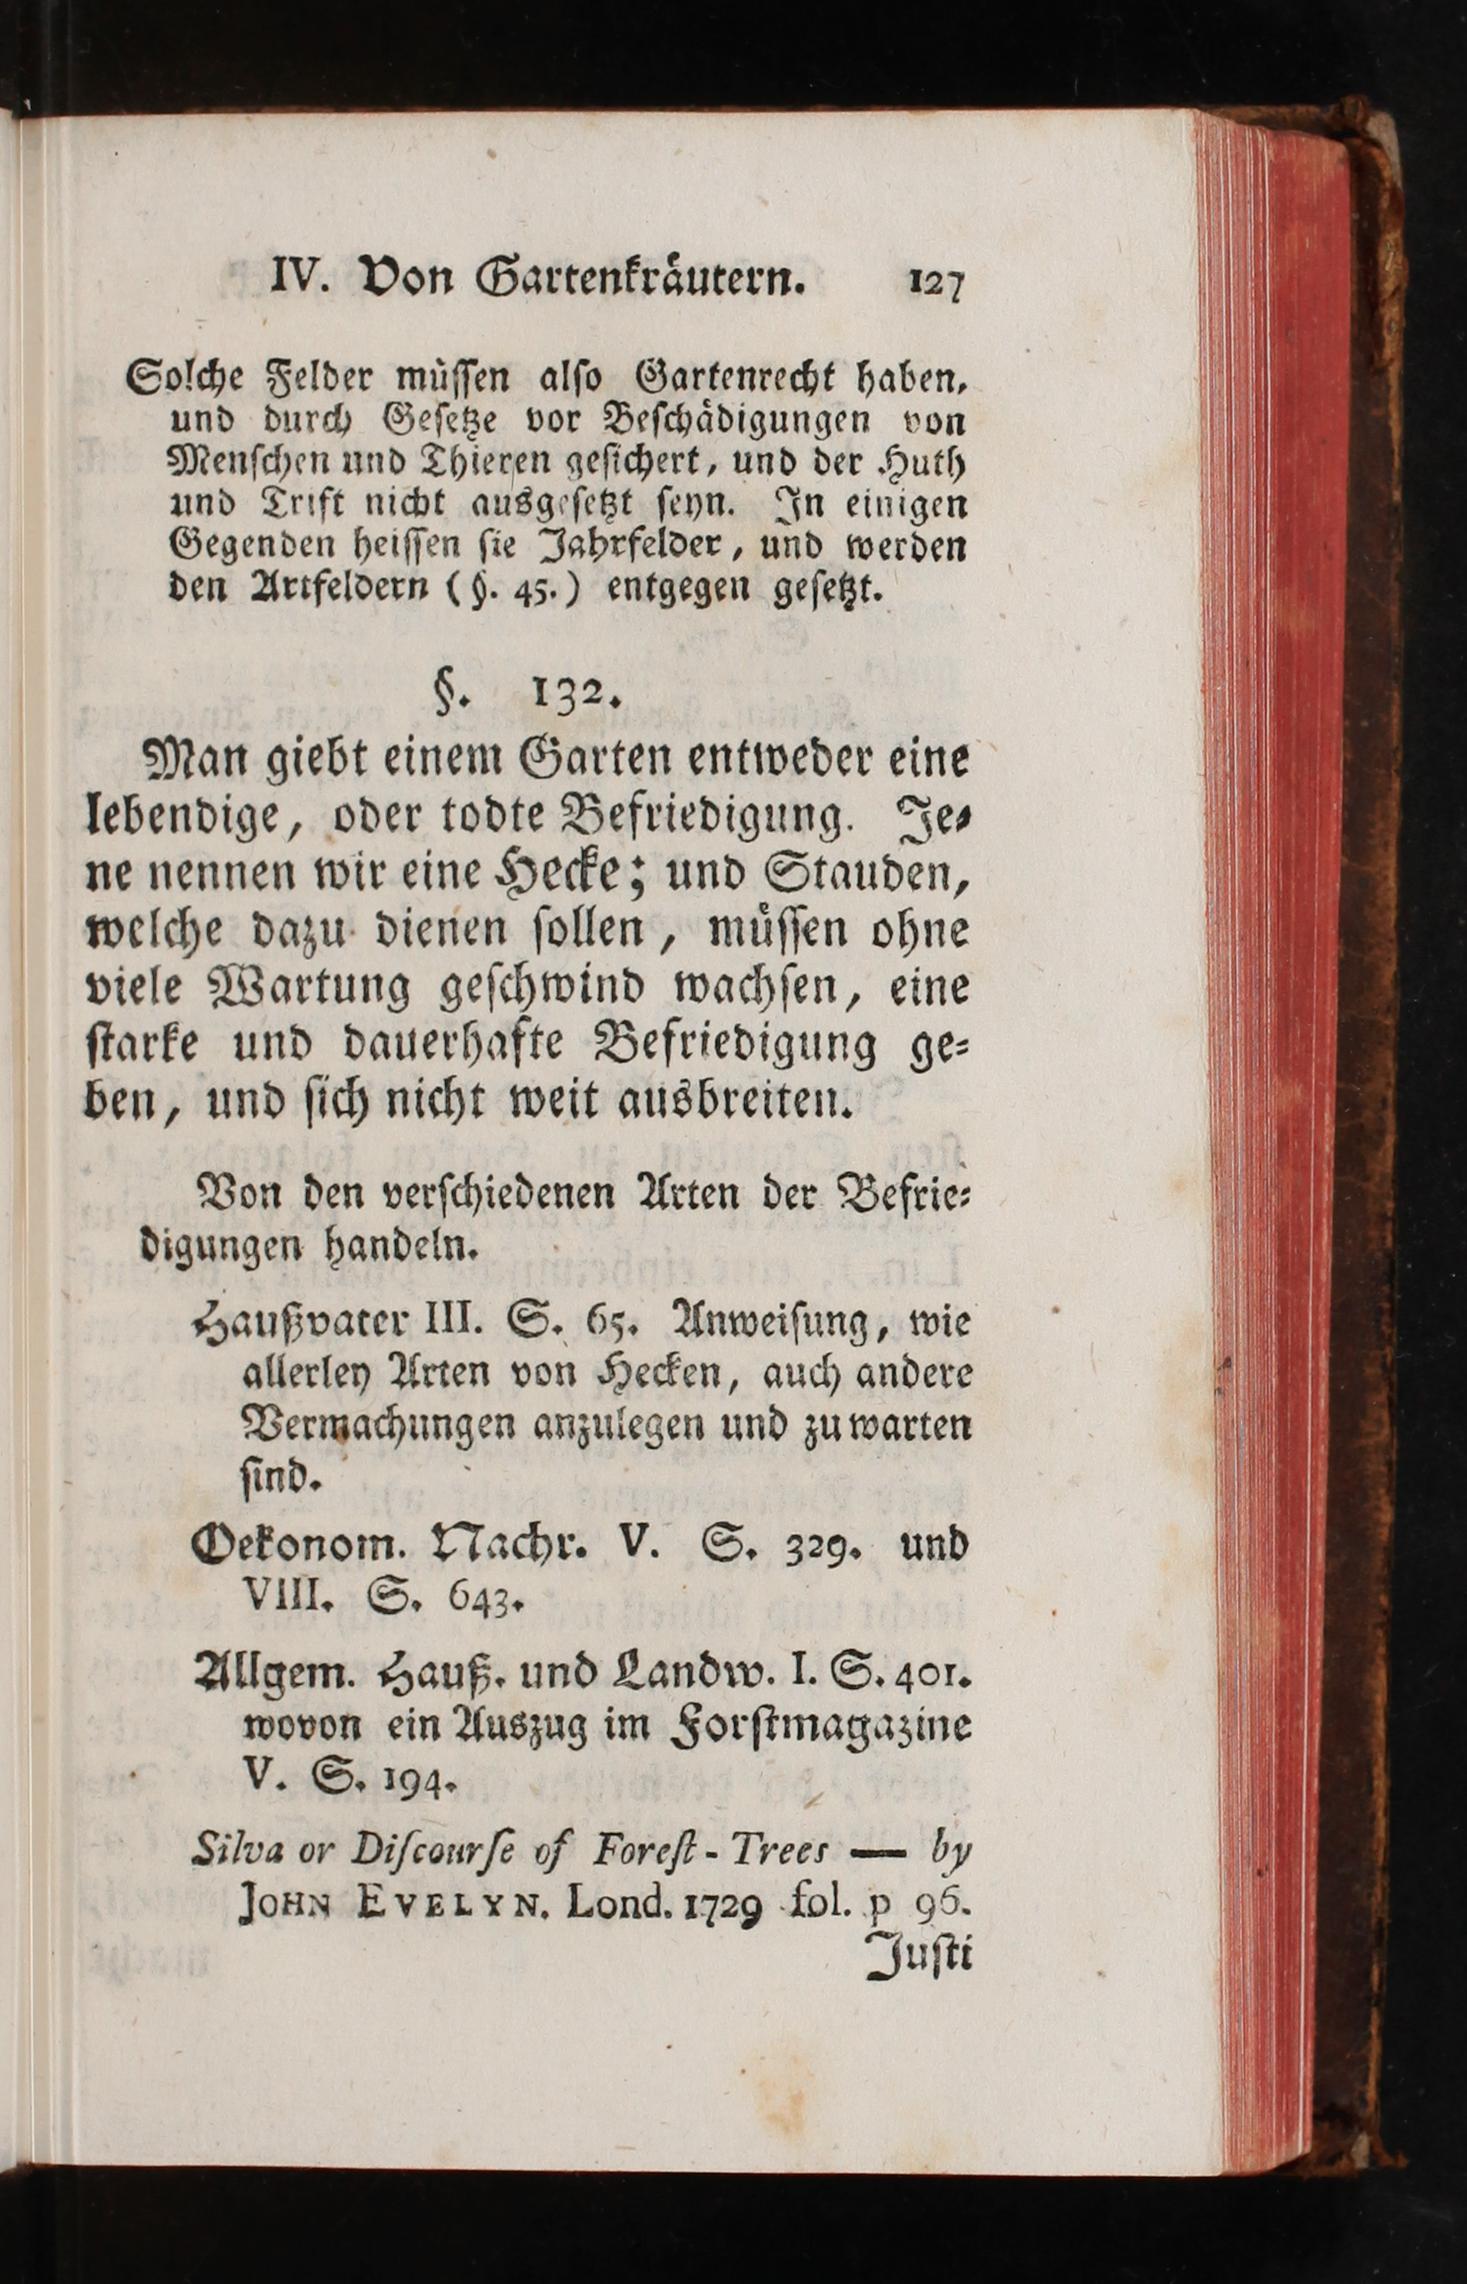 IV. Von Gartenkräutern. 127
Solche Felder müſſen alſo Gartenrecht haben,
und durch Geſetze vor Beſchädigungen von
Menſchen und Thieren geſichert, und der Huth
und Trift nicht ausgeſetzt ſeyn. In einigen
Gegenden heiſſen ſie Jahrfelder, und werden
den Artfeldern (§. 45.) entgegen geſetzt.
§. 132.
Man giebt einem Garten entweder eine
lebendige, oder todte Befriedigung. Je-
ne nennen wir eine Hecke; und Stauden,
welche dazu dienen ſollen, müſſen ohne
viele Wartung geſchwind wachſen, eine
ſtarke und dauerhafte Befriedigung ge-
ben, und ſich nicht weit ausbreiten.
Von den verſchiedenen Arten der Befrie-
digungen handeln.
Haußvater III. S. 65. Anweiſung, wie
allerley Arten von Hecken, auch andere
Vermachungen anzulegen und zu warten
ſind.
Oekonom. Nachr. V. S. 329. und
VIII. S. 643.
Allgem. Hauß. und Landw. I. S. 401.
wovon ein Auszug im Forſtmagazine
V. S. 194.
Silva or Diſcourſe of Foreſt-Trees — by
JOHN EVELYN. Lond. 1729 fol. p 96.
Juſti